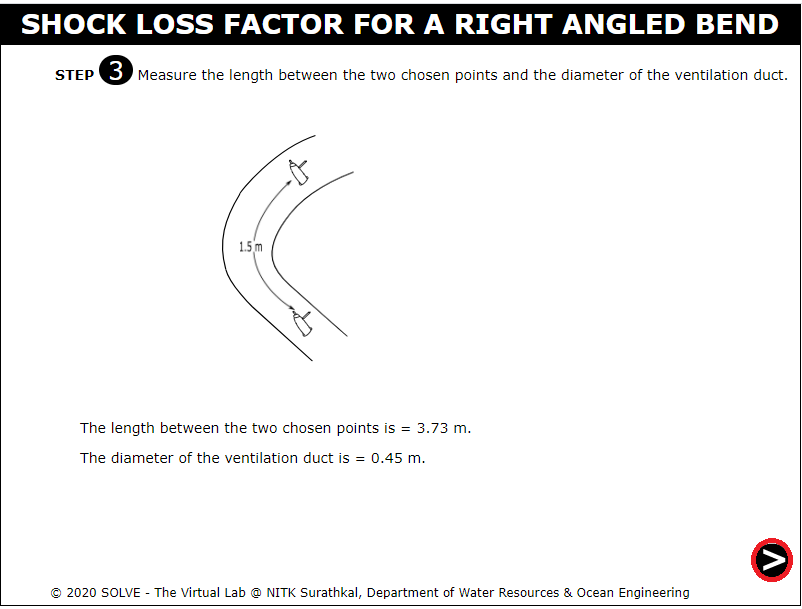 SHOCK LOSS FACTOR FOR A RIGHT ANGLED BEND
STEP 3 Measure the length between the two chosen points and the diameter of the ventilation duct.
1.5 m
The length between the two chosen points is = 3.73 m.
The diameter of the ventilation duct is = 0.45 m.
>
© 2020 SOLVE - The Virtual Lab @ NITK Surathkal, Department of Water Resources & Ocean Engineering